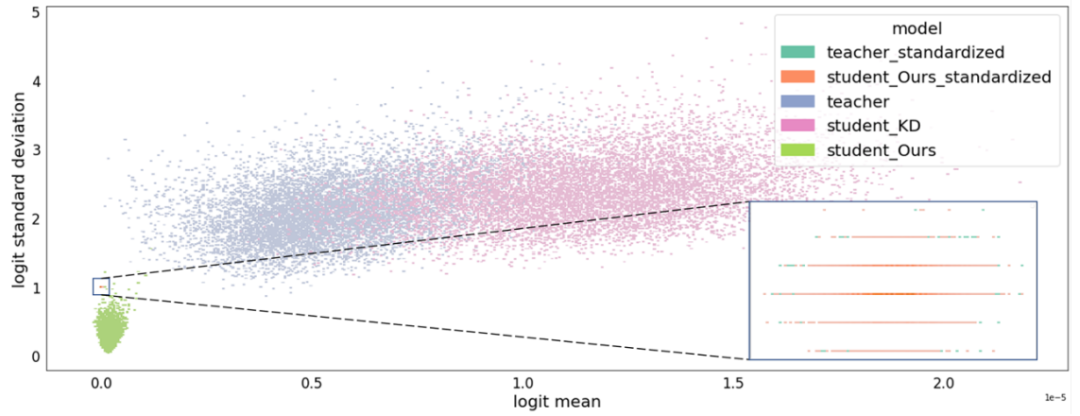 5
4
3
2
1
0
logit standard deviation
model
teacher_standardized
student_Ours_standardized
teacher
student_KD
student_Ours
0.0 0.5 1.0 1.5 2.0
1e-5
logit mean